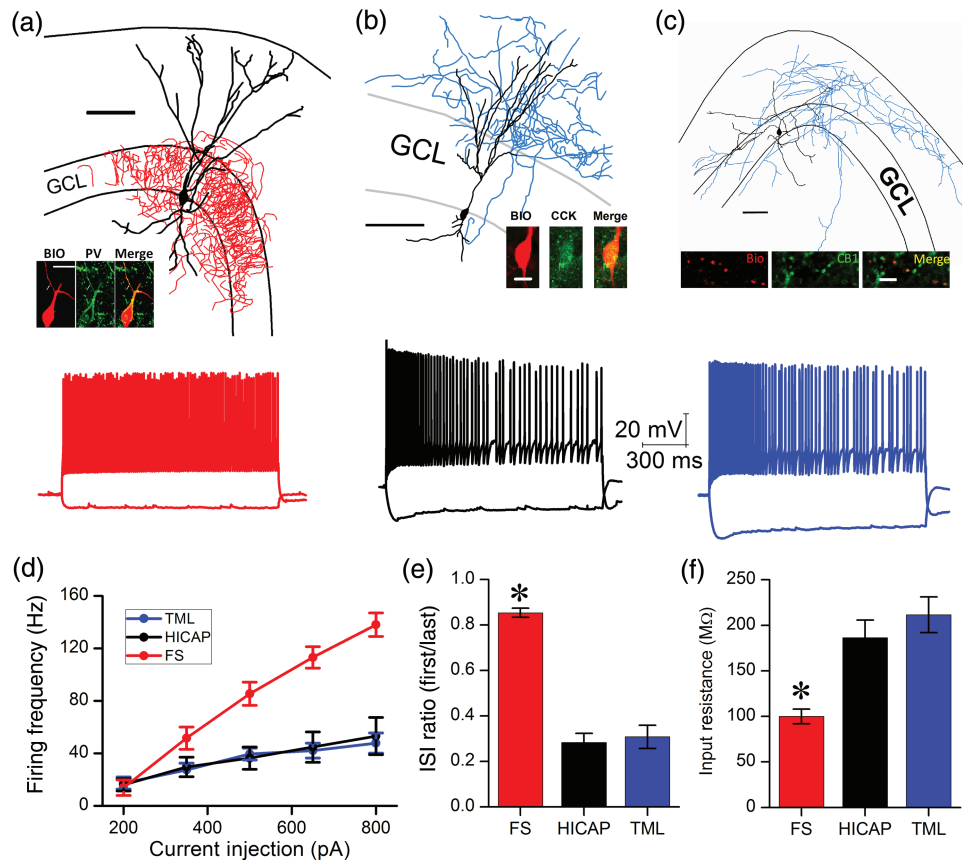 (a)
GCL
BIO PV Merge
(b)
GCL
BIO CCK Merge
(c)
GCL
Bio CB1 Merge
20 mV
300 ms
(d)
Firing frequency (Hz)
160
120
80
40
0
TML
HICAP
FS
200 400 600 800
Current injection (pA)
(e)
ISI ratio (first/last)
1.0
0.8
0.6
0.4
0.2
0.0
*
FS HICAP TML
(f)
Input resistance (MΩ)
250
200
150
100
50
0
*
FS HICAP TML